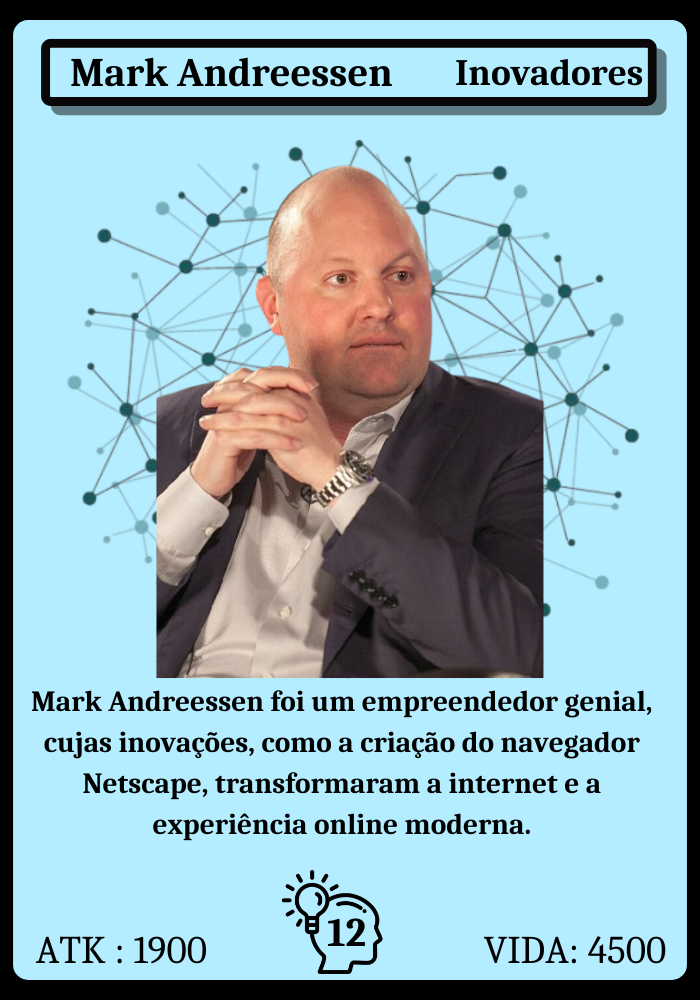 Mark Andreessen Inovadores
Mark Andreessen foi um empreendedor genial,
cujas inovações, como a criação do navegador
Netscape, transformaram a internet e a
experiência online moderna.
12
ATK : 1900 VIDA: 4500